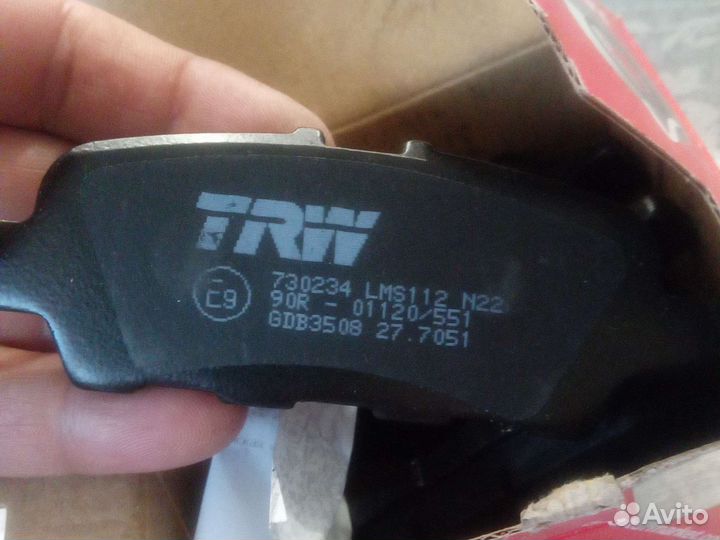 TRW
730234 LMS112 N22
E9
90R - 01120/551
GDB3508 27.7051
Avito